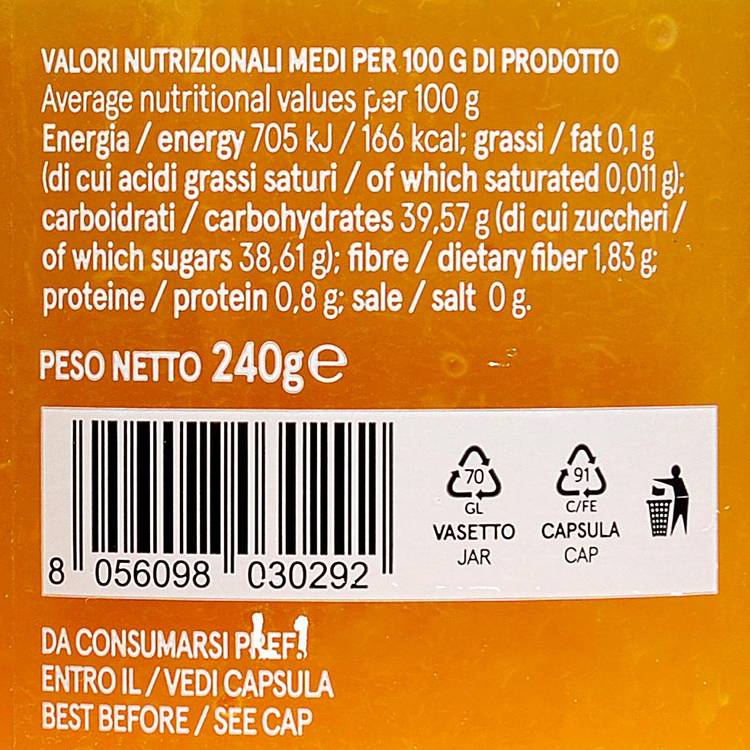 VALORI NUTRIZIONALI MEDI PER 100 G DI PRODOTTO
Average nutritional values per 100 g
Energia / energy 705 kJ / 166 kcal; grassi / fat 0,1 g
(di cui acidi grassi saturi / of which saturated 0,011 g);
carboidrati / carbohydrates 39,57 g (di cui zuccheri /
of which sugars 38,61 g); fibre / dietary fiber 1,83 g;
proteine / protein 0,8 g; sale / salt 0 g.
PESO NETTO 240g e
8 056098 030292
70
GL
VASETTO
JAR
91
C/FE
CAPSULA
CAP
L 1
DA CONSUMARSI PREF.
ENTRO IL / VEDI CAPSULA
BEST BEFORE / SEE CAP